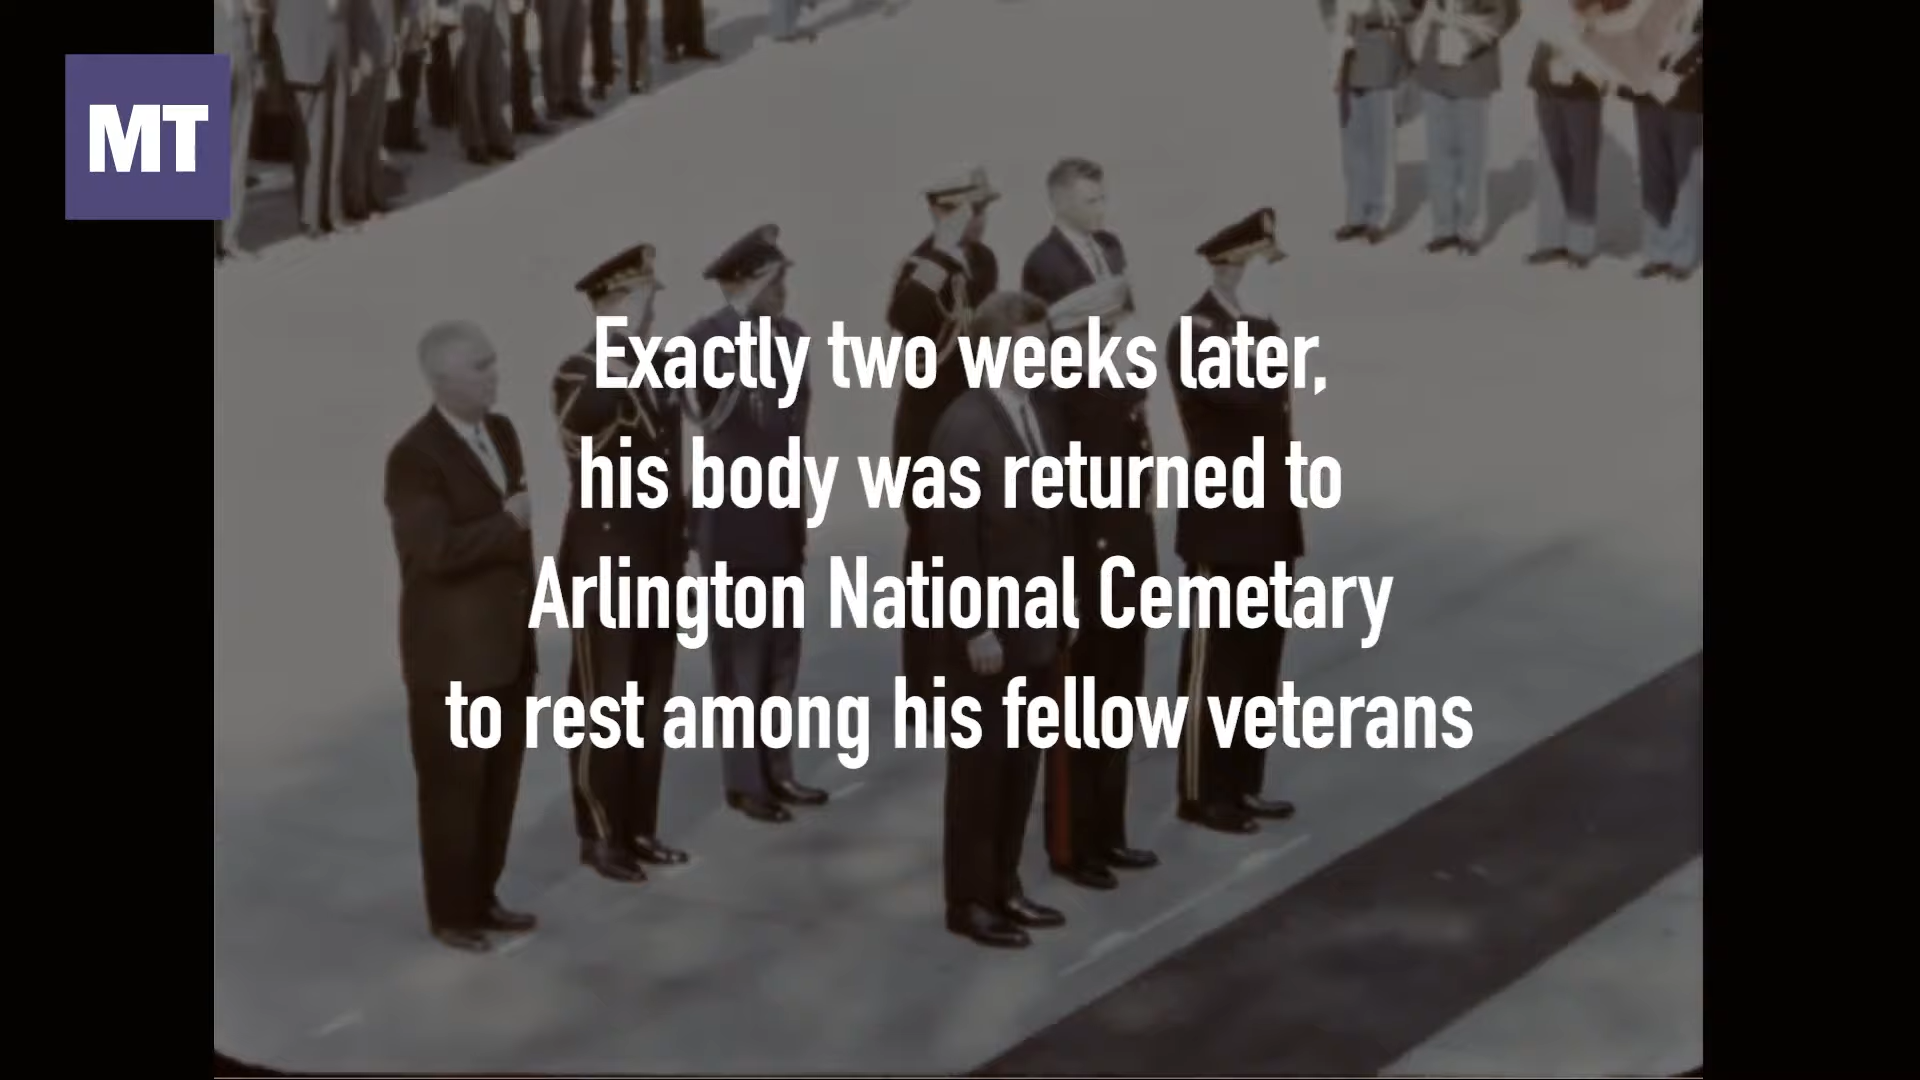 MT
Exactly two weeks later,
his body was returned to
Arlington National Cemetary
to rest among his fellow veterans